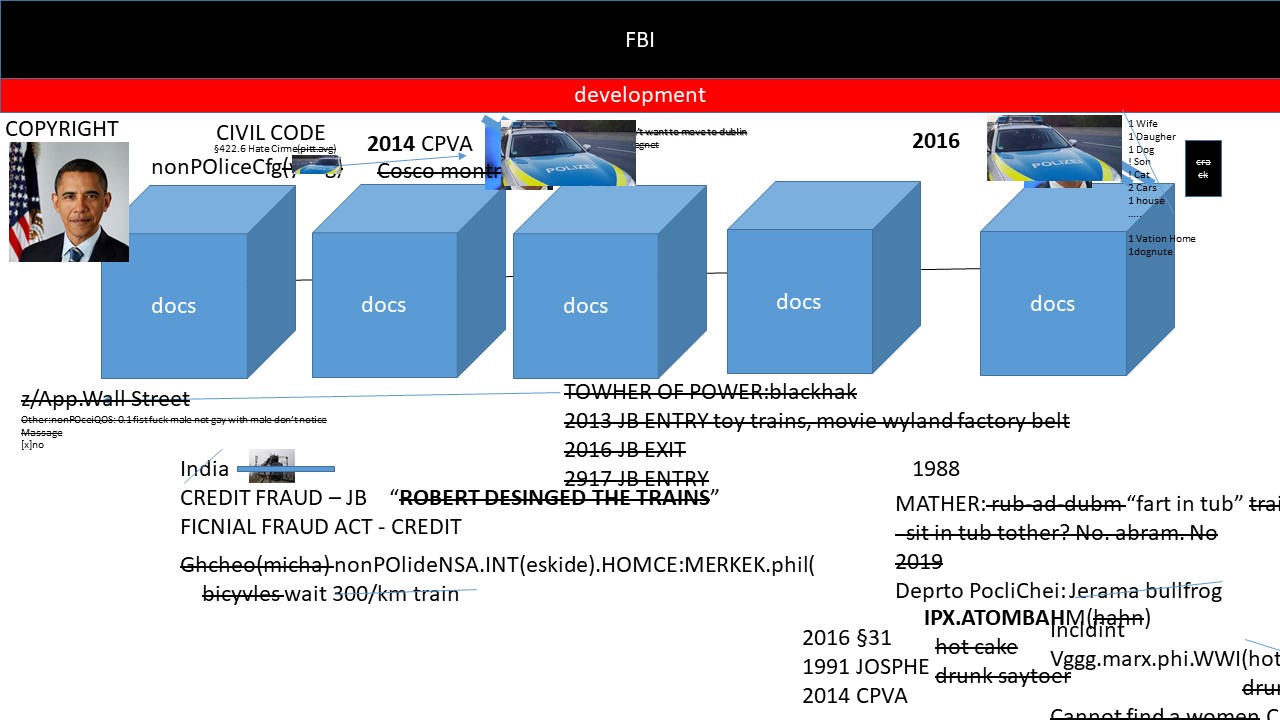 FBI
development
COPYRIGHT
CIVIL CODE
§422.6 Hate Cirme(pitt.avg)
nonPOliceCfg(
2014 CPVA
Cosco montr
't want to move to dublin
agnet
2016
1 Wife
1 Daugher
1 Dog
! Son
! Cat
2 Cars
1 house
.....
1 Vation Home
1dognute
cra
ck
POLIZEI
POLIZEI
docs
docs
docs
docs
docs
z/App.Wall Street
Other:nonPOceiQOS: 0.1 fist fuck male not gay with male don't notice
Massage
[x]no
TOWHER OF POWER:blackhak
2013 JB ENTRY toy trains, movie wyland factory belt
2016 JB EXIT
2917 JB ENTRY
India
CREDIT FRAUD – JB “ROBERT DESINGED THE TRAINS”
FICNIAL FRAUD ACT - CREDIT
Ghcheo(micha) nonPOlideNSA.INT(eskide).HOMCE:MERKEK.phil(
bicyvles wait 300/km train
1988
MATHER: rub-ad-dubm “fart in tub” trai
- sit in tub tother? No. abram. No
2019
Deprto PocliChei: Jerama bullfrog
IPX.ATOMBAHM(hahn)
hot cake
drunk saytoer
2016 §31
1991 JOSPHE
2014 CPVA
Incldint
Vggg.marx.phi.WWI(hot
drun
Cannot find a women C